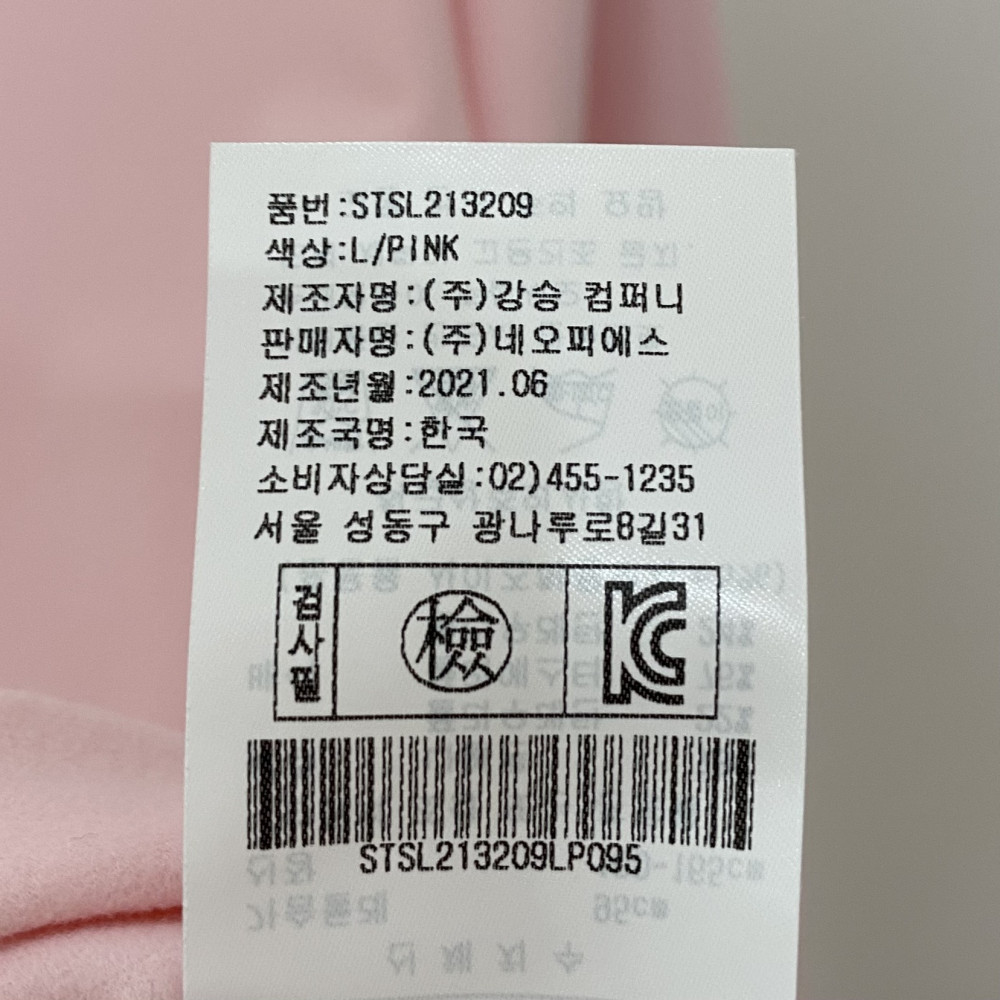 품번:STSL213209
색상:L/PINK
제조자명:(주)강승 컴퍼니
판매자명:(주)네오피에스
제조년월:2021.06
제조국명:한국
소비자상담실:02)455-1235
서울 성동구 광나루로8길31
검사필
檢
KC
STSL213209LP095